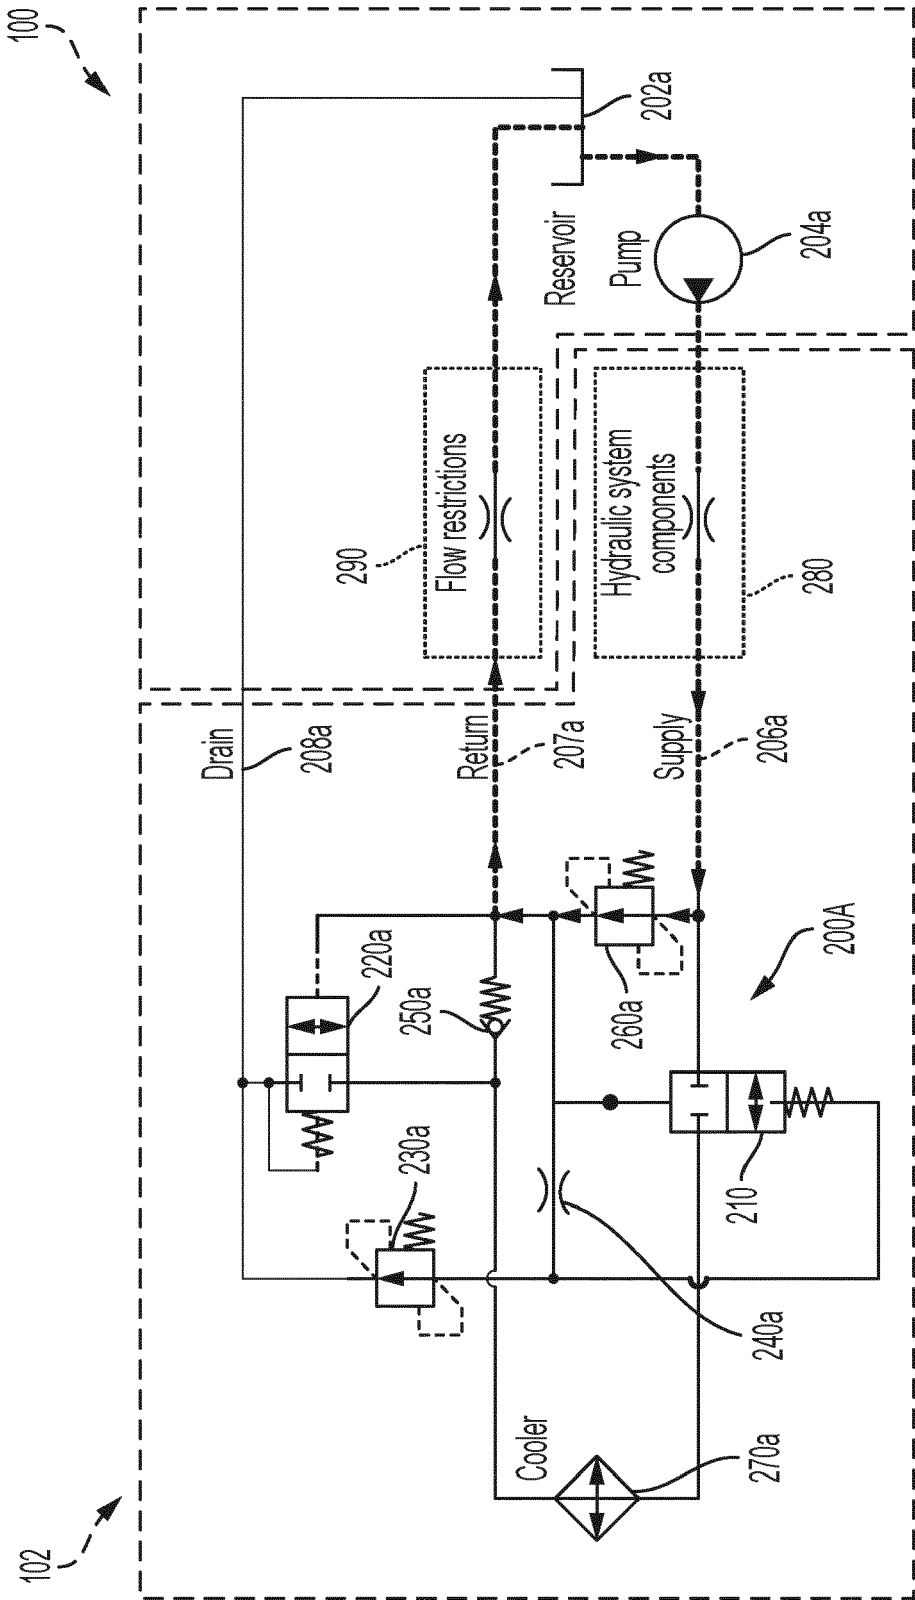 102
100
Drain
208a
220a
230a
250a
290
Flow restrictions
Return
207a
Reservoir
202a
Pump
204a
Hydraulic system
components
280
Supply
206a
260a
200A
210
240a
Cooler
270a